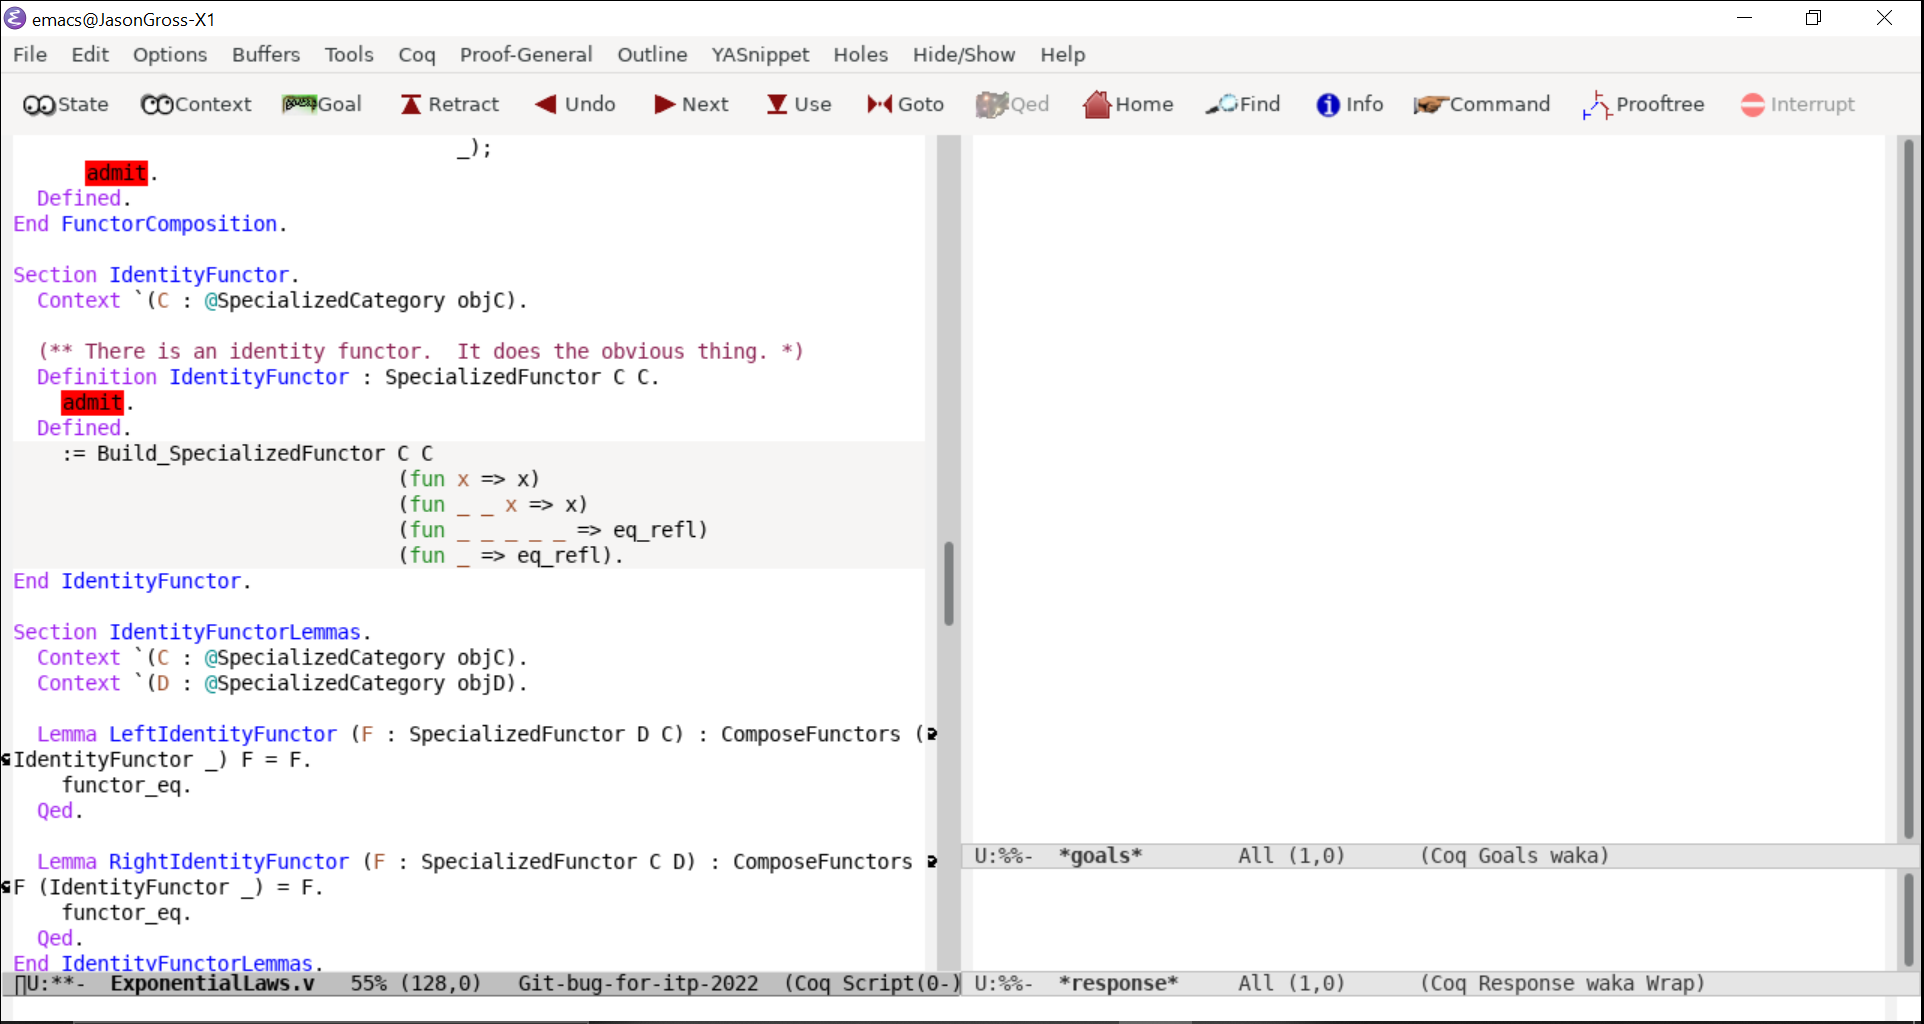 emacs@JasonGross-X1
File Edit Options Buffers Tools Coq Proof-General Outline YASnippet Holes Hide/Show Help
State Context Goal Retract Undo Next Use Goto Qed Home Find Info Command Prooftree Interrupt
_);
admit.
Defined.
End FunctorComposition.
Section IdentityFunctor.
Context `(C : @SpecializedCategory objC).
(** There is an identity functor.  It does the obvious thing. *)
Definition IdentityFunctor : SpecializedFunctor C C.
admit.
Defined.
:= Build_SpecializedFunctor C C
(fun x => x)
(fun _ _ x => x)
(fun _ _ _ _ _ => eq_refl)
(fun _ => eq_refl).
End IdentityFunctor.
Section IdentityFunctorLemmas.
Context `(C : @SpecializedCategory objC).
Context `(D : @SpecializedCategory objD).
Lemma LeftIdentityFunctor (F : SpecializedFunctor D C) : ComposeFunctors (
IdentityFunctor _) F = F.
functor_eq.
Qed.
Lemma RightIdentityFunctor (F : SpecializedFunctor C D) : ComposeFunctors
F (IdentityFunctor _) = F.
functor_eq.
Qed.
End IdentityFunctorLemmas.
U:**-  ExponentialLaws.v   55% (128,0)   Git-bug-for-itp-2022  (Coq Script(0-)
U:%%-  *goals*        All (1,0)      (Coq Goals waka)
U:%%-  *response*     All (1,0)      (Coq Response waka Wrap)